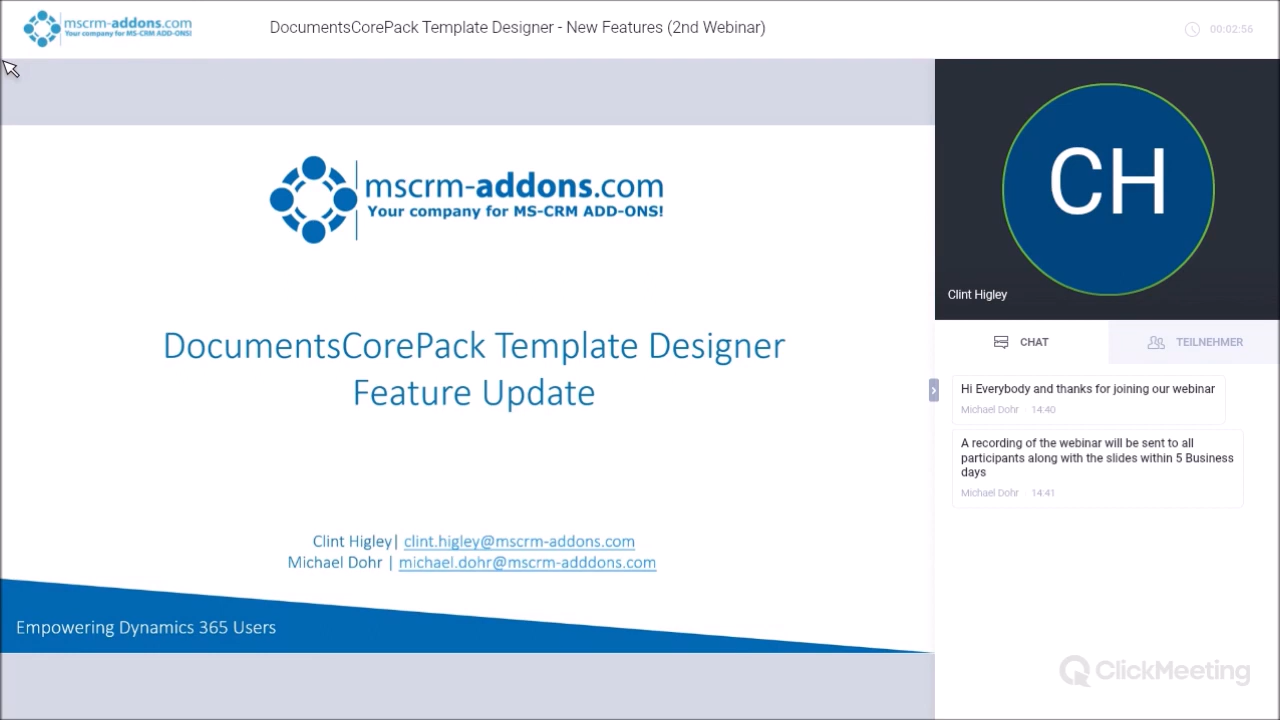 mscrm-addons.com
Your company for MS-CRM ADD-ONS!
DocumentsCorePack Template Designer - New Features (2nd Webinar)
00:02:56
mscrm-addons.com
Your company for MS-CRM ADD-ONS!
DocumentsCorePack Template Designer
Feature Update
Clint Higley| clint.higley@mscrm-addons.com
Michael Dohr | michael.dohr@mscrm-adddons.com
Empowering Dynamics 365 Users
CH
Clint Higley
CHAT
TEILNEHMER
Hi Everybody and thanks for joining our webinar
Michael Dohr · 14:40
A recording of the webinar will be sent to all
participants along with the slides within 5 Business
days
Michael Dohr · 14:41
ClickMeeting